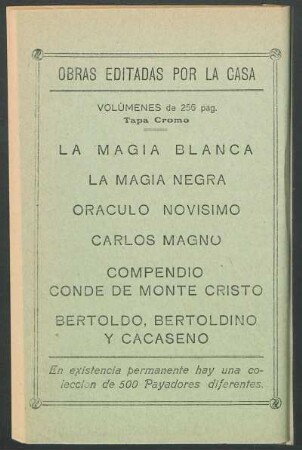 OBRAS EDITADAS POR LA CASA
VOLÚMENES de 256 pag.
Tapa Cromo
LA MAGIA BLANCA
LA MAGIA NEGRA
ORACULO NOVISIMO
CARLOS MAGNO
COMPENDIO
CONDE DE MONTE CRISTO
BERTOLDO, BERTOLDINO
Y CACASENO
En existencia permanente hay una co-
leccion de 500 Payadores diferentes.